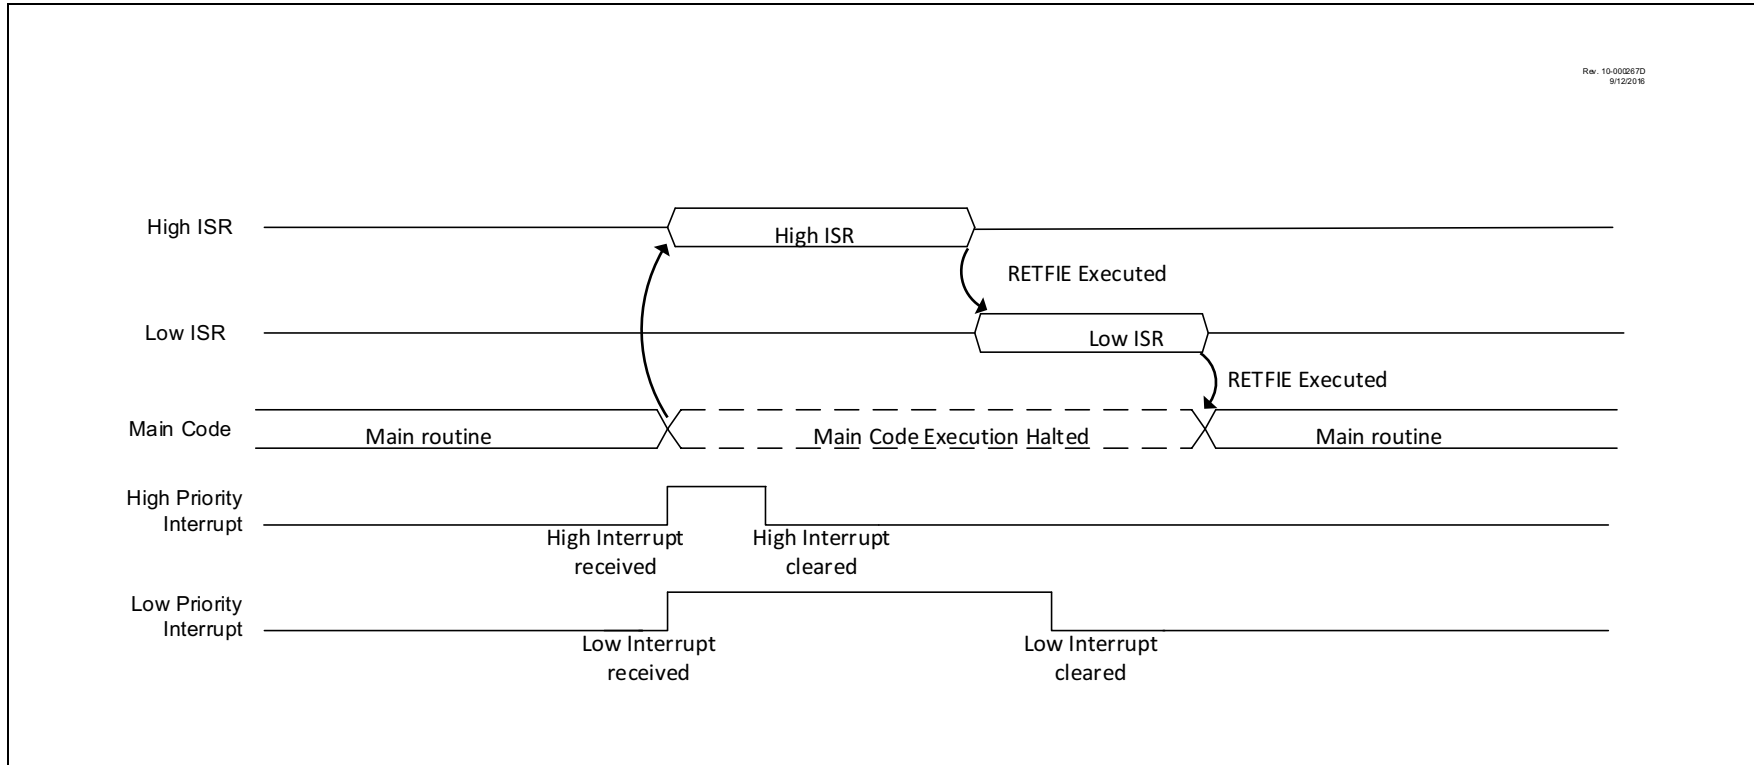 Rev. 10-000267D
9/12/2016
High ISR
High ISR
RETFIE Executed
Low ISR
Low ISR
RETFIE Executed
Main Code
Main routine
Main Code Execution Halted
Main routine
High Priority
Interrupt
High Interrupt
received
High Interrupt
cleared
Low Priority
Interrupt
Low Interrupt
received
Low Interrupt
cleared